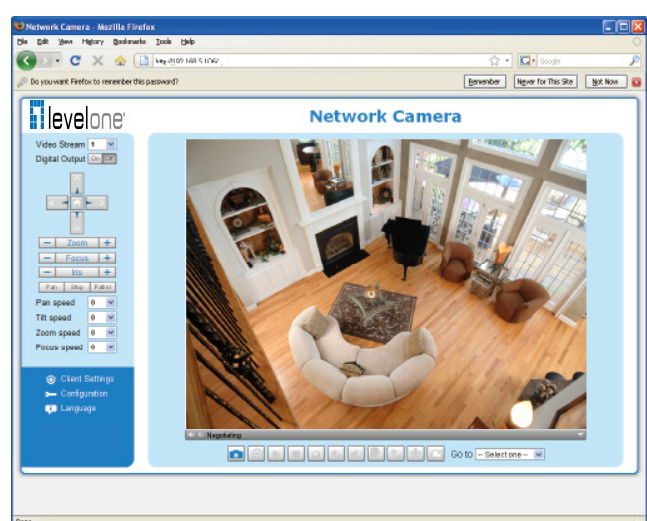 Network Camera - Mozilla Firefox
File Edit View History Bookmarks Tools Help
Google
Do you want Firefox to remember this password?
Remember
Never for This Site
Not Now
levelone
Network Camera
Video Stream 1
Digital Output On
Zoom
Focus
Iris
Pan Stop Patrol
Pan speed 0
Tilt speed 0
Zoom speed 0
Focus speed 0
Client Settings
Configuration
Language
Negotiating
Go to -- Select one --